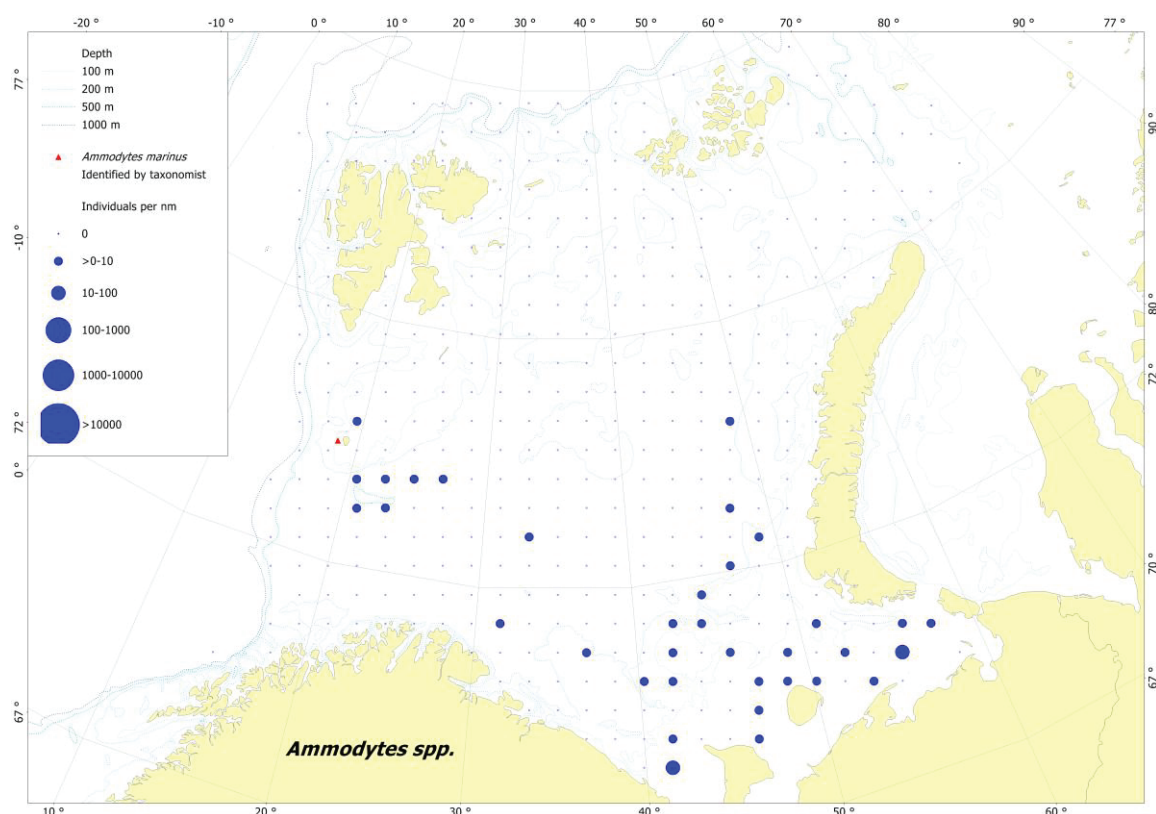 -20 ° -10 ° 0 ° 10 ° 20 ° 30 ° 40 ° 50 ° 60 ° 70 ° 80 ° 90 ° 77 °
Depth
100 m
200 m
500 m
1000 m
Ammodytes marinus
Identified by taxonomist
Individuals per nm
0
>0-10
10-100
100-1000
1000-10000
>10000
77 °
-10 °
72 °
0 °
67 °
90 °
80 °
72 °
70 °
67 °
Ammodytes spp.
10 ° 20 ° 30 ° 40 ° 50 ° 60 °